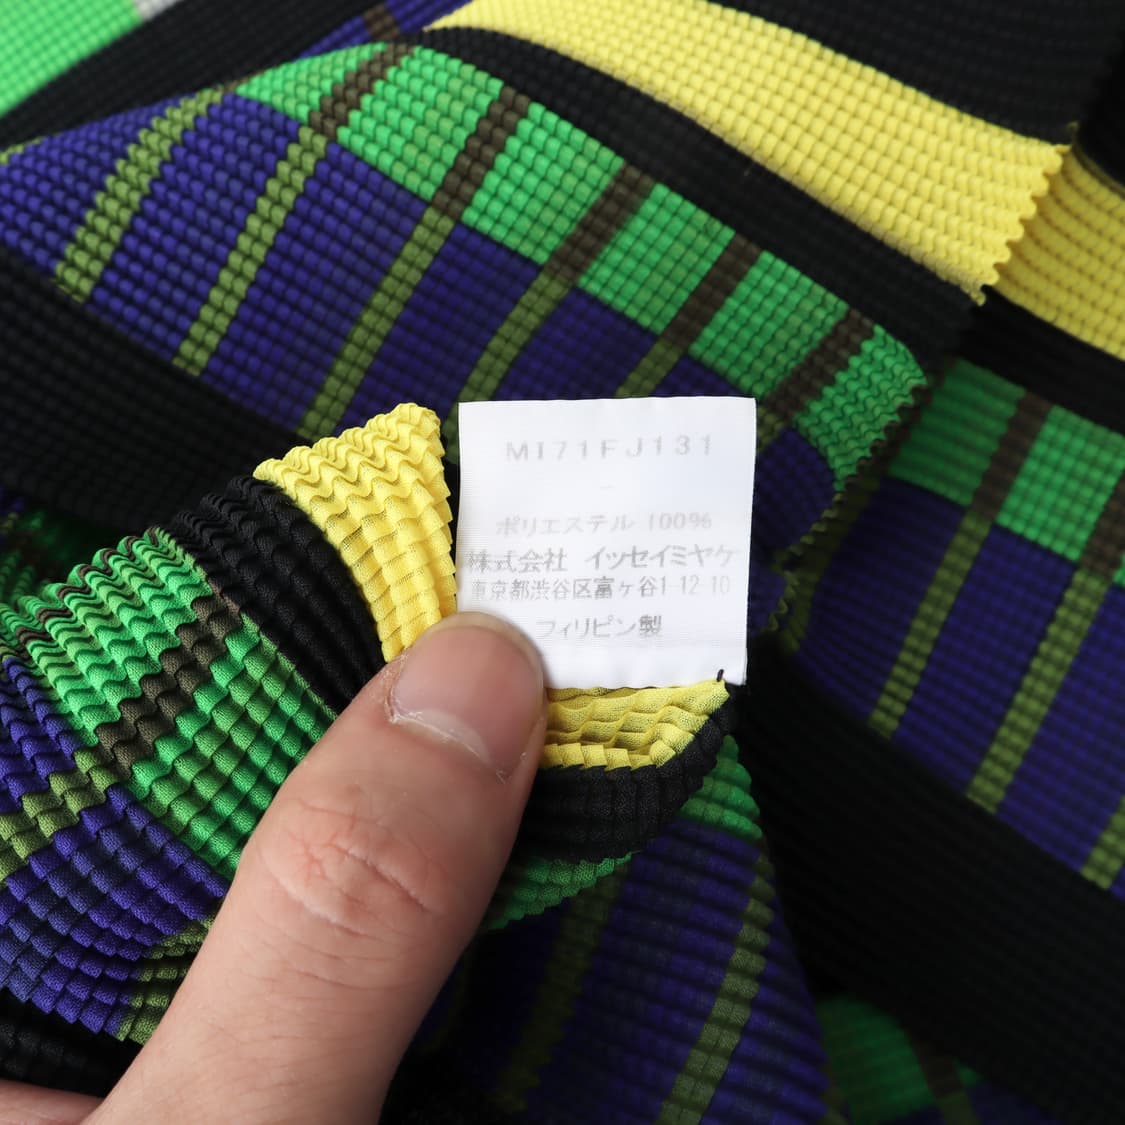 MI71FJ131
-
ポリエステル 100%
株式会社 イッセイミヤケ
東京都渋谷区富ヶ谷1-12-10
フィリピン製